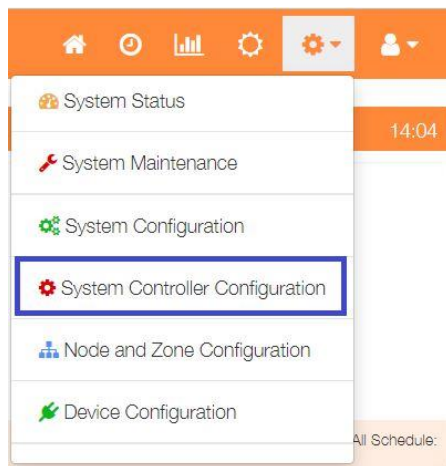 System Status
14:04
System Maintenance
System Configuration
System Controller Configuration
Node and Zone Configuration
Device Configuration
All Schedule: